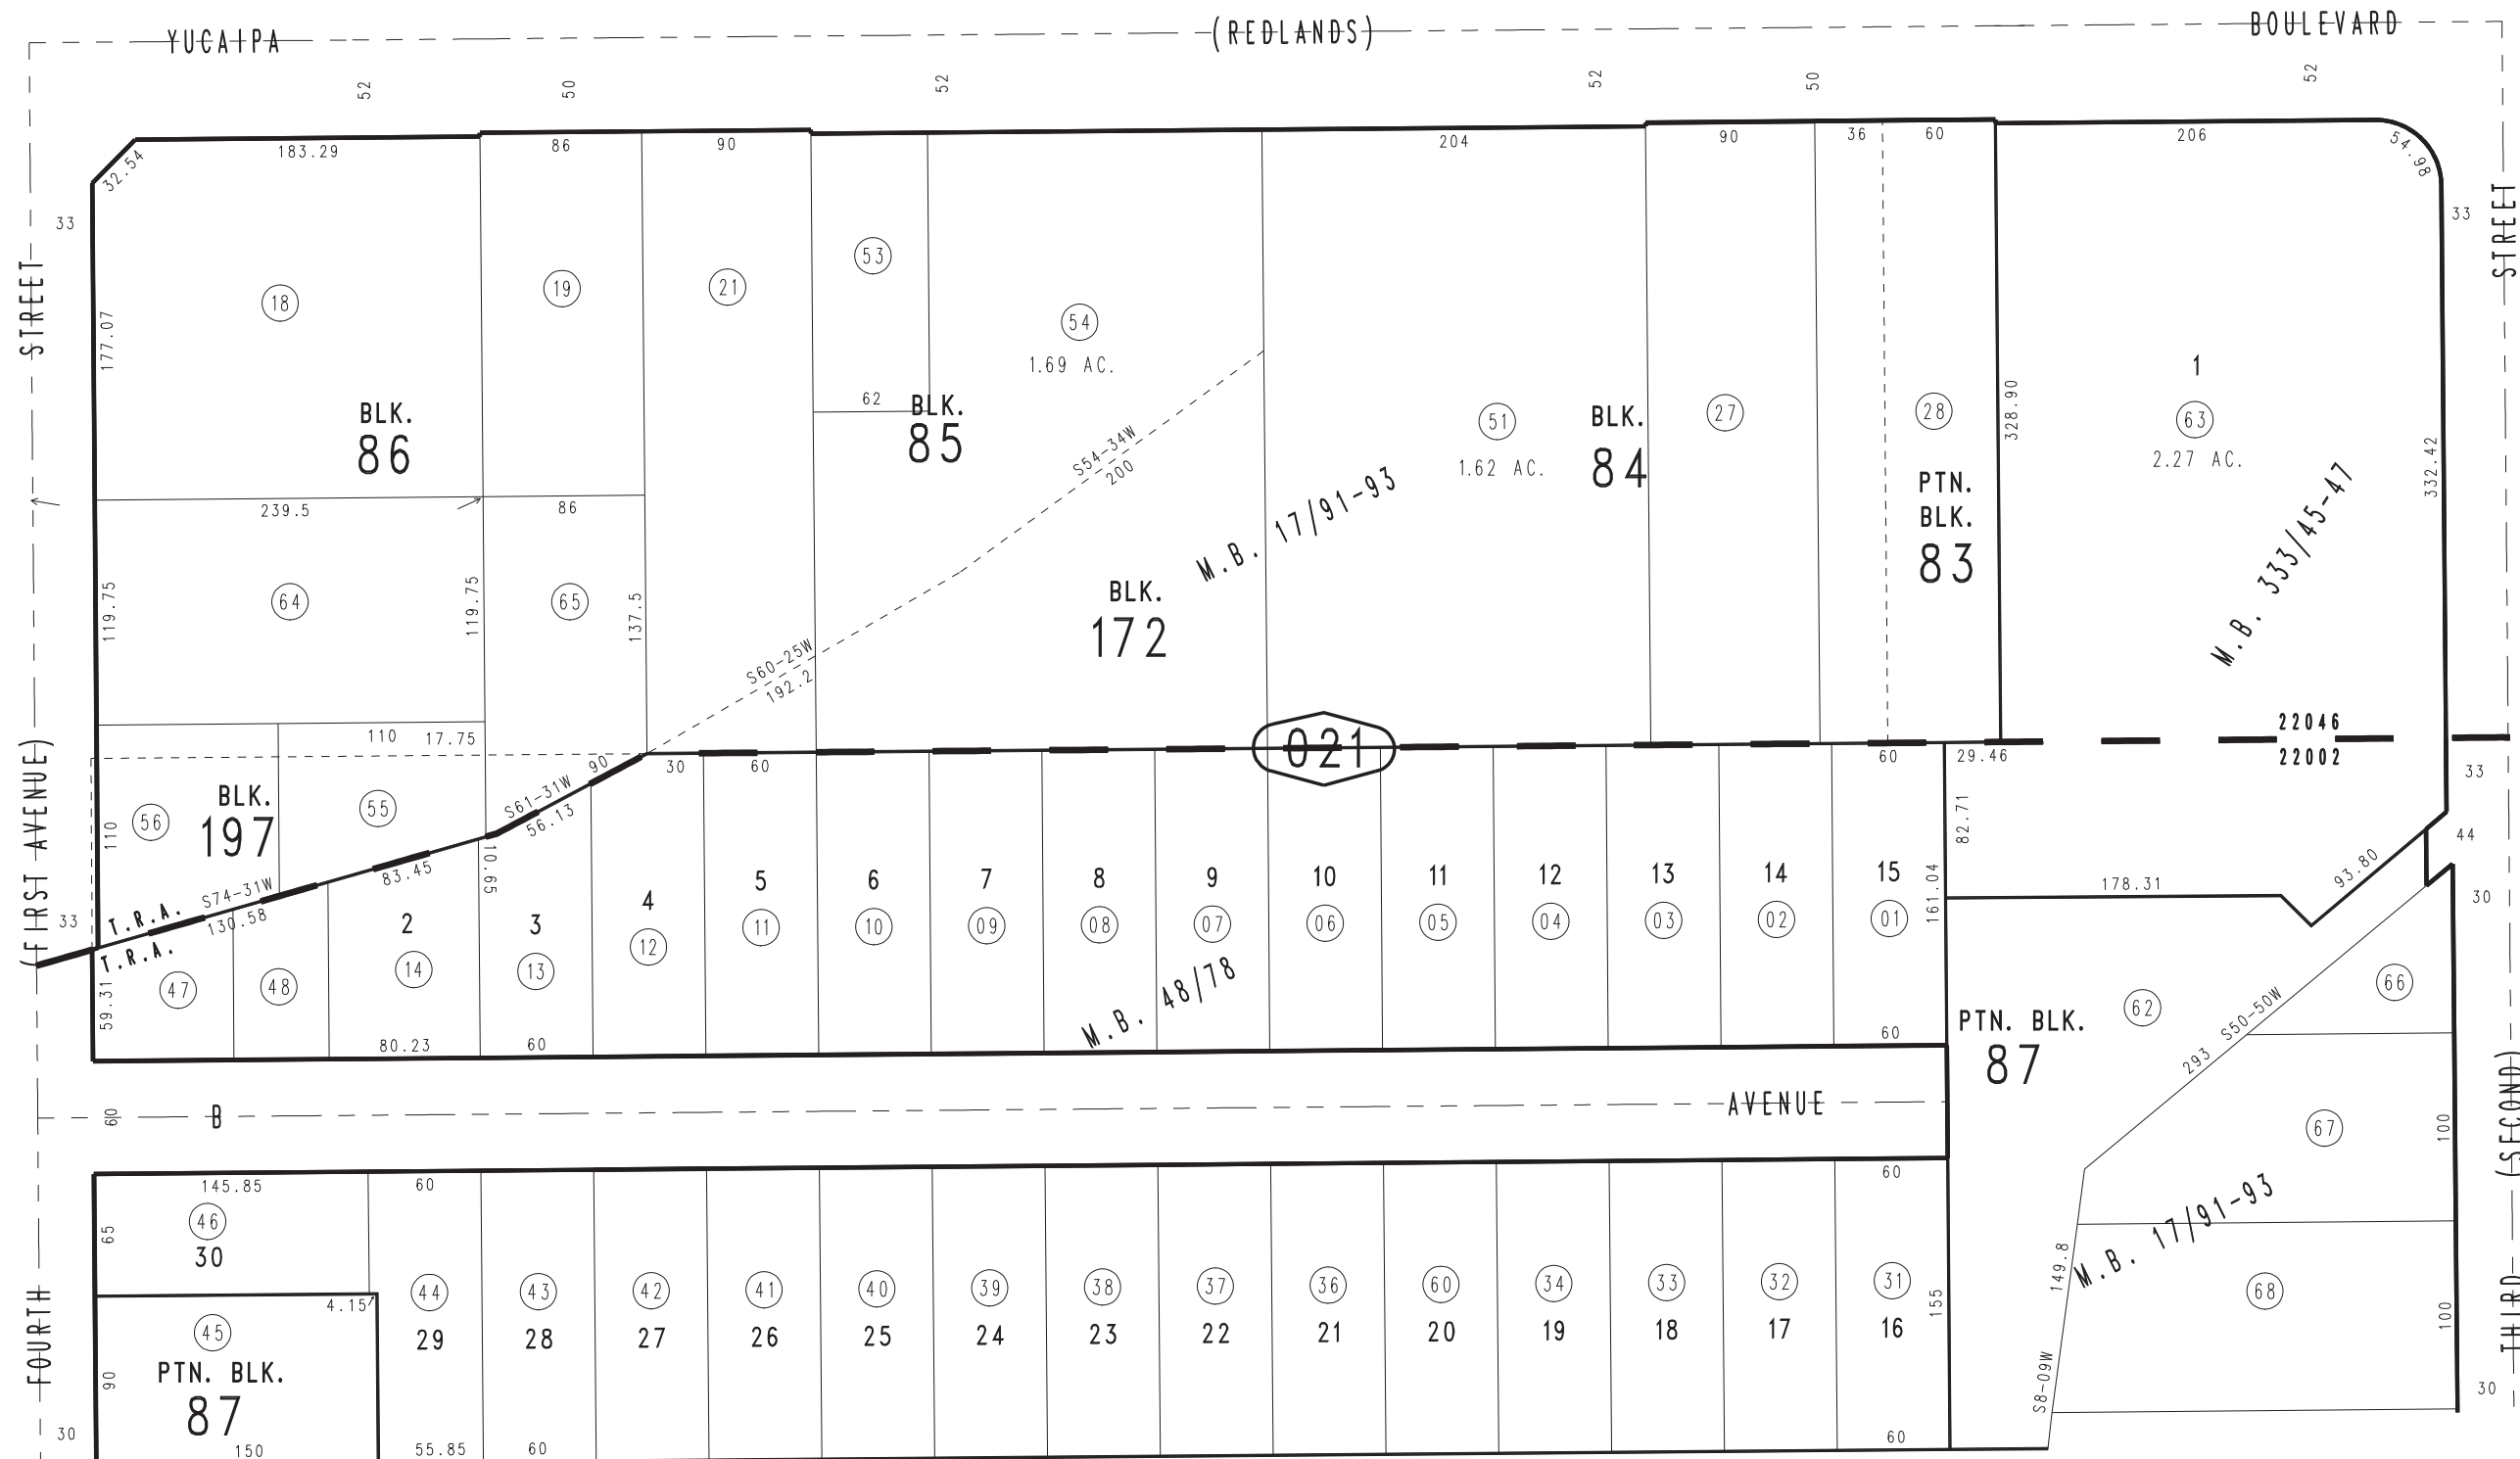 YUCAIPA (REDLANDS) BOULEVARD
52 50 52 52 50 52
32.54 183.29 86 90 204 90 36 60 206 54.98
33 33
STREET
STREET
18 19 21 53 54 51 27 28 1 63
1.69 AC.
1.62 AC.
2.27 AC.
177.07
62
328.90
332.42
BLK.
86
BLK.
85
BLK.
84
PTN.
BLK.
83
S54-34W
200
M.B. 17/91-93
M.B. 333/45-47
239.5 86
119.75 119.75 137.5
64 65
BLK.
172
S60-25W
192.2
021
22046
22002
110 17.75
90 30 60 60 29.46
33
(FIRST AVENUE)
56 55
BLK.
197
110
S61-31W
56.13
82.71
44
S74-31W
130.58
83.45
10.65
T.R.A.
T.R.A.
33
2 3 4 5 6 7 8 9 10 11 12 13 14 15
47 48 14 13 12 11 10 09 08 07 06 05 04 03 02 01
161.04
178.31
93.80
30
59.31
80.23 60 60
M.B. 48/78
PTN. BLK.
87
62 66
293 S50-50W
60
B AVENUE
67
100
(SECOND)
145.85 60 60
65
46
30
4.15
45
PTN. BLK.
87
90
44 43 42 41 40 39 38 37 36 60 34 33 32 31
29 28 27 26 25 24 23 22 21 20 19 18 17 16
155
149.8
S8-09W
M.B. 17/91-93
68
100
FOURTH
THIRD
30
30
150 55.85 60 60